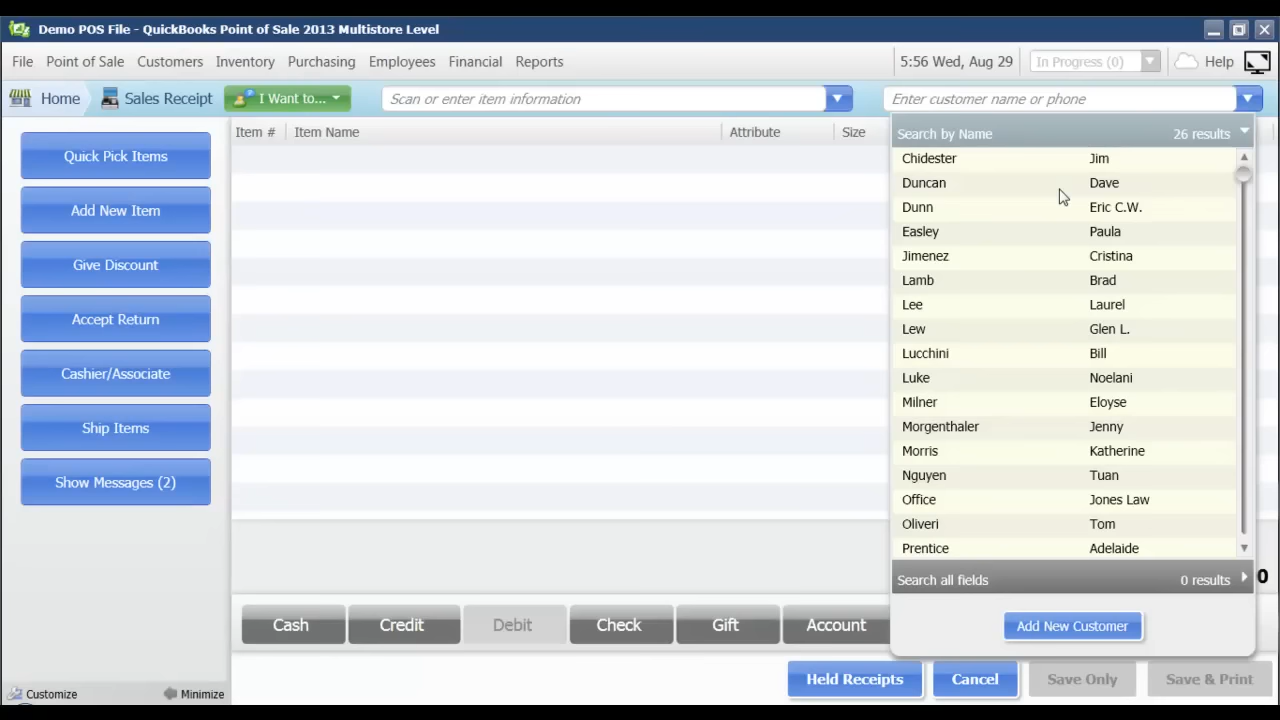 Demo POS File - QuickBooks Point of Sale 2013 Multistore Level
File Point of Sale Customers Inventory Purchasing Employees Financial Reports 5:56 Wed, Aug 29 In Progress (0) Help
Home Sales Receipt I Want to... Scan or enter item information Enter customer name or phone
Item # Item Name Attribute Size
Search by Name 26 results
Quick Pick Items
Add New Item
Give Discount
Accept Return
Cashier/Associate
Ship Items
Show Messages (2)
Chidester Jim
Duncan Dave
Dunn Eric C.W.
Easley Paula
Jimenez Cristina
Lamb Brad
Lee Laurel
Lew Glen L.
Lucchini Bill
Luke Noelani
Milner Eloyse
Morgenthaler Jenny
Morris Katherine
Nguyen Tuan
Office Jones Law
Oliveri Tom
Prentice Adelaide
Search all fields 0 results 0
Add New Customer
Cash Credit Debit Check Gift Account
Held Receipts Cancel Save Only Save & Print
Customize Minimize